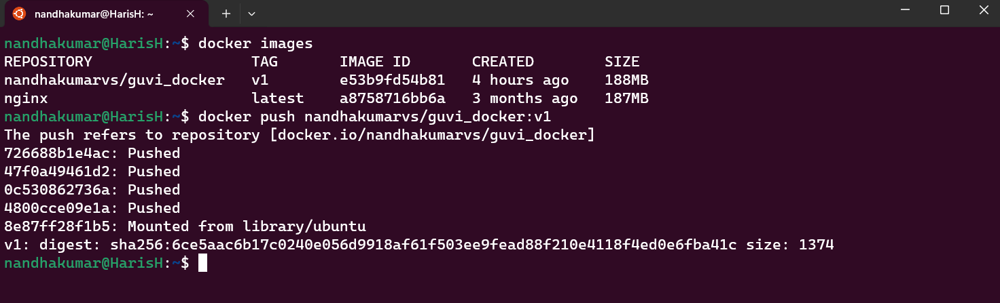 nandhakumar@HarisH: ~
nandhakumar@HarisH:~$ docker images
REPOSITORY                  TAG       IMAGE ID       CREATED        SIZE
nandhakumarvs/guvi_docker   v1        e53b9fd54b81   4 hours ago    188MB
nginx                       latest    a8758716bb6a   3 months ago   187MB
nandhakumar@HarisH:~$ docker push nandhakumarvs/guvi_docker:v1
The push refers to repository [docker.io/nandhakumarvs/guvi_docker]
726688b1e4ac: Pushed
47f0a49461d2: Pushed
0c530862736a: Pushed
4800cce09e1a: Pushed
8e87ff28f1b5: Mounted from library/ubuntu
v1: digest: sha256:6ce5aac6b17c0240e056d9918af61f503ee9fead88f210e4118f4ed0e6fba41c size: 1374
nandhakumar@HarisH:~$